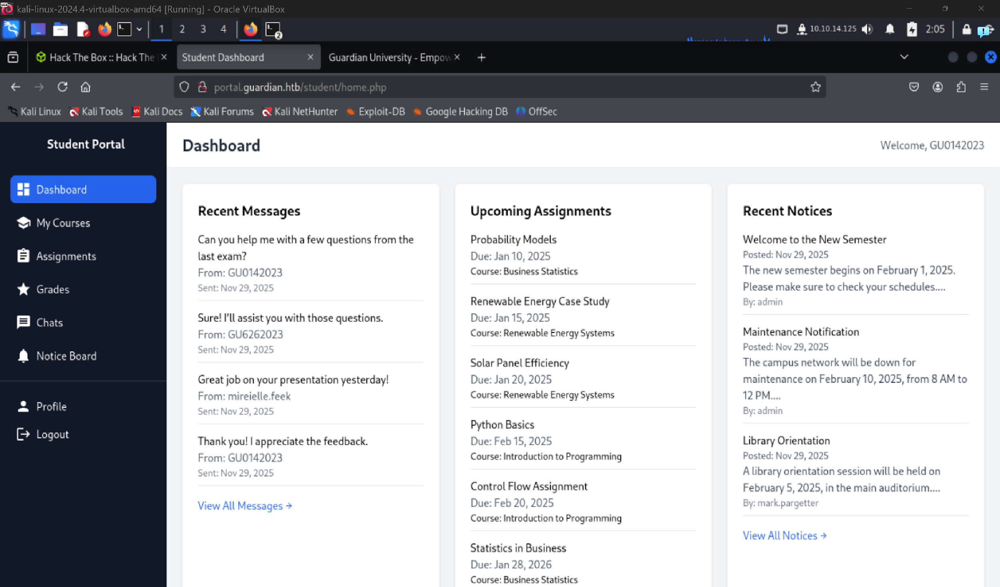 kali-linux-2024.4-virtualbox-amd64 [Running] - Oracle VirtualBox
1 2 3 4
2
10.10.14.125
2:05
Hack The Box :: Hack The
Student Dashboard
Guardian University - Empow
portal.guardian.htb/student/home.php
Kali Linux
Kali Tools
Kali Docs
Kali Forums
Kali NetHunter
Exploit-DB
Google Hacking DB
OffSec
Student Portal
Dashboard
My Courses
Assignments
Grades
Chats
Notice Board
Profile
Logout
Dashboard
Welcome, GU0142023
Recent Messages
Can you help me with a few questions from the
last exam?
From: GU0142023
Sent: Nov 29, 2025
Sure! I'll assist you with those questions.
From: GU6262023
Sent: Nov 29, 2025
Great job on your presentation yesterday!
From: mireielle.feek
Sent: Nov 29, 2025
Thank you! I appreciate the feedback.
From: GU0142023
Sent: Nov 29, 2025
View All Messages →
Upcoming Assignments
Probability Models
Due: Jan 10, 2025
Course: Business Statistics
Renewable Energy Case Study
Due: Jan 15, 2025
Course: Renewable Energy Systems
Solar Panel Efficiency
Due: Jan 20, 2025
Course: Renewable Energy Systems
Python Basics
Due: Feb 15, 2025
Course: Introduction to Programming
Control Flow Assignment
Due: Feb 20, 2025
Course: Introduction to Programming
Statistics in Business
Due: Jan 28, 2026
Course: Business Statistics
Recent Notices
Welcome to the New Semester
Posted: Nov 29, 2025
The new semester begins on February 1, 2025.
Please make sure to check your schedules....
By: admin
Maintenance Notification
Posted: Nov 29, 2025
The campus network will be down for
maintenance on February 10, 2025, from 8 AM to
12 PM....
By: admin
Library Orientation
Posted: Nov 29, 2025
A library orientation session will be held on
February 5, 2025, in the main auditorium....
By: mark.pargetter
View All Notices →